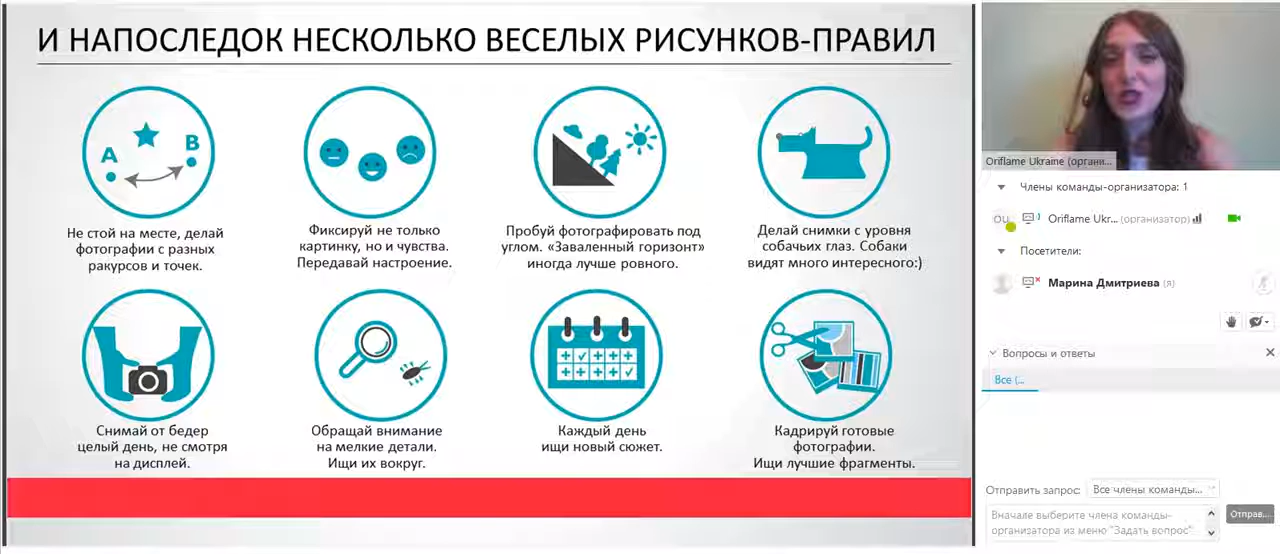 И НАПОСЛЕДОК НЕСКОЛЬКО ВЕСЕЛЫХ РИСУНКОВ-ПРАВИЛ
A
B
Не стой на месте, делай
фотографии с разных
ракурсов и точек.
Фиксируй не только
картинку, но и чувства.
Передавай настроение.
Пробуй фотографировать под
углом. «Заваленный горизонт»
иногда лучше ровного.
Делай снимки с уровня
собачьих глаз. Собаки
видят много интересного:)
Снимай от бедер
целый день, не смотря
на дисплей.
Обращай внимание
на мелкие детали.
Ищи их вокруг.
Каждый день
ищи новый сюжет.
Кадрируй готовые
фотографии.
Ищи лучшие фрагменты.
Oriflame Ukraine (органи...
Члены команды-организатора: 1
OU
Oriflame Ukr... (организатор)
Посетители:
Марина Дмитриева (я)
Вопросы и ответы
Все (...
Отправить запрос:
Все члены команды...
Вначале выберите члена команды-
организатора из меню "Задать вопрос"
Отправ...